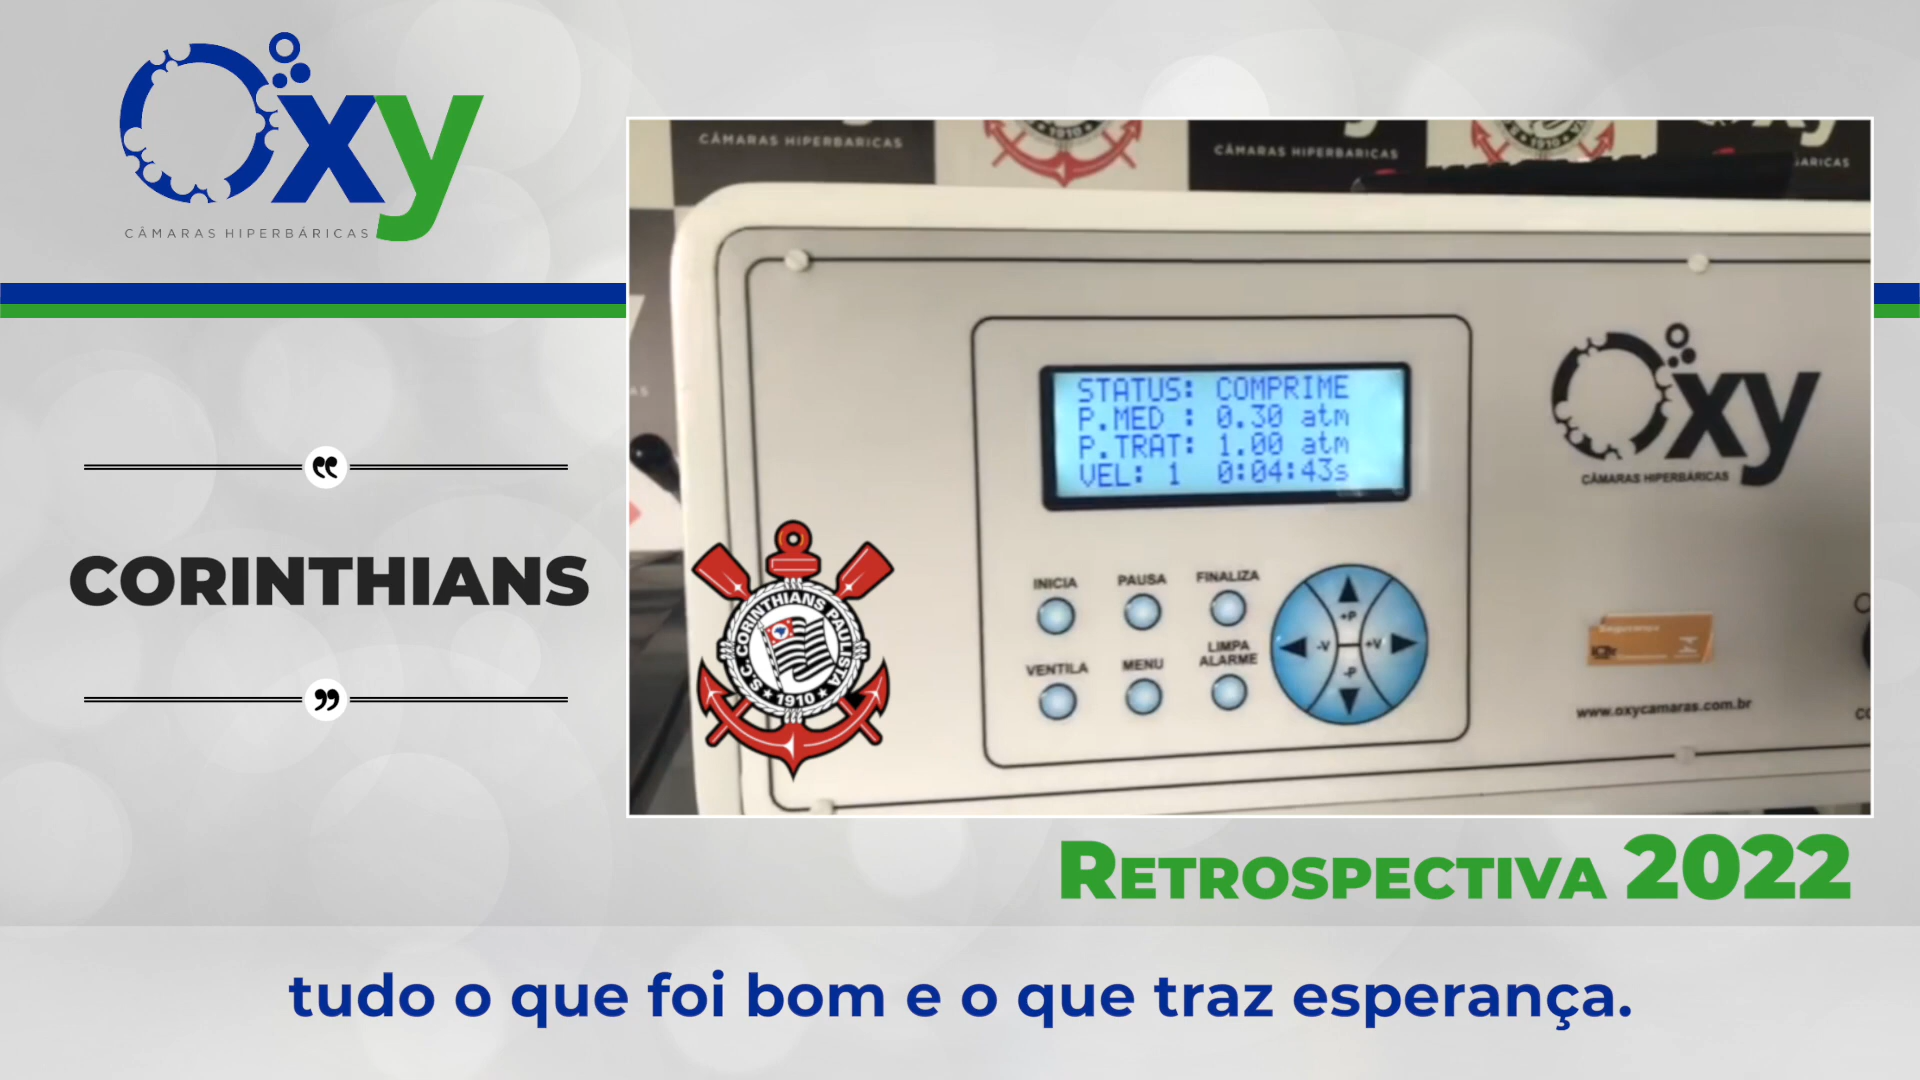 Oxy
CÂMARAS HIPERBÁRICAS
CORINTHIANS
CÂMARAS HIPERBARICAS
1910
CÂMARAS HIPERBARICAS
STATUS: COMPRIME
P.MED : 0.30 atm
P.TRAT: 1.00 atm
VEL: 1 0:04:43s
Oxy
CÂMARAS HIPERBÁRICAS
INICIA
PAUSA
FINALIZA
VENTILA
MENU
LIMPA
ALARME
+P
-V
+V
-P
Segurança
www.oxycamaras.com.br
S.C. CORINTHIANS PAULISTA
1910
RETROSPECTIVA 2022
tudo o que foi bom e o que traz esperança.